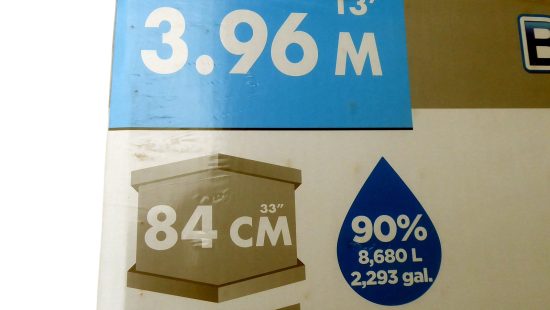 13'
3.96 M
B
33"
84 CM
90%
8,680 L
2,293 gal.